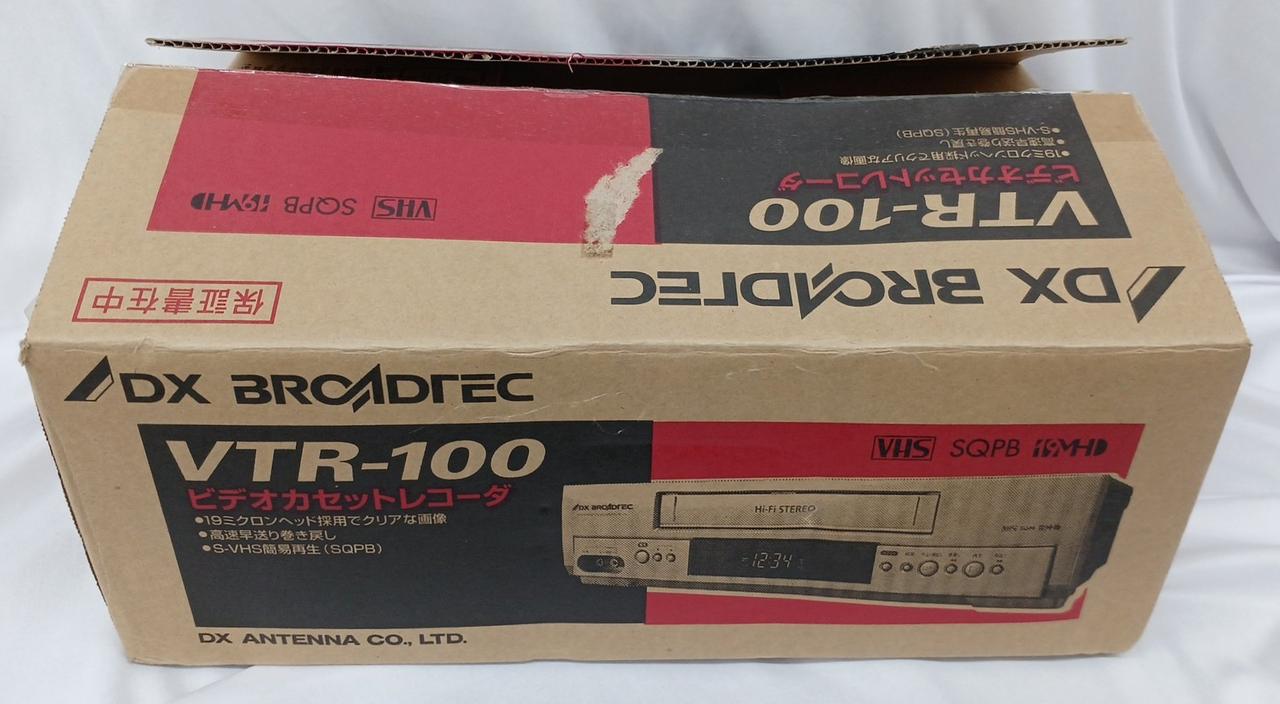 ●S-VHS簡易再生(SQPB)
●高速早送り巻き戻し
●19ミクロンヘッド採用でクリアな画像
ビデオカセットレコーダ
VTR-100
VHS SQPB 19MHD
DX BROADTEC
保証書在中
DX BROADTEC
VTR-100
ビデオカセットレコーダ
●19ミクロンヘッド採用でクリアな画像
●高速早送り巻き戻し
●S-VHS簡易再生(SQPB)
VHS SQPB 19MHD
DX BROADTEC
Hi-Fi STEREO
12:34
DX ANTENNA CO., LTD.